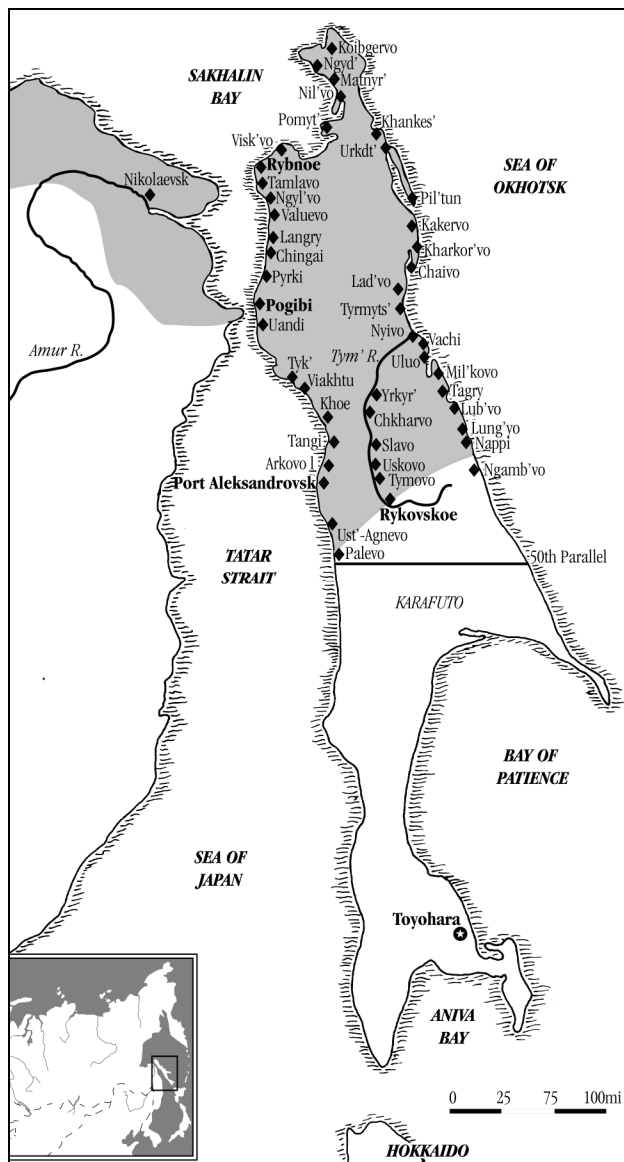 Koibgervo
Ngyd'
Matnyr'
SAKHALIN
BAY
Nil'vo
Pomyt'
Khankes'
Visk'vo
Urkdt'
Rybnoe
SEA OF
OKHOTSK
Tamlavo
Nikolaevsk
Ngyl'vo
Pil'tun
Valuevo
Kakervo
Langry
Kharkor'vo
Chingai
Chaivo
Pyrki
Lad'vo
Pogibi
Tyrmyts'
Uandi
Nyivo
Vachi
Amur R.
Tym' R.
Uluo
Tyk'
Mil'kovo
Viakhtu
Yrkyr'
Tagry
Khoe
Chkharvo
Lub'vo
Lung'yo
Tangi
Slavo
Nappi
Arkovo I
Uskovo
Ngamb'vo
Port Aleksandrovsk
Tymovo
Rykovskoe
Ust'-Agnevo
TATAR
STRAIT
Palevo
50th Parallel
KARAFUTO
BAY OF
PATIENCE
SEA OF
JAPAN
Toyohara
ANIVA
BAY
0 25 75 100mi
HOKKAIDO